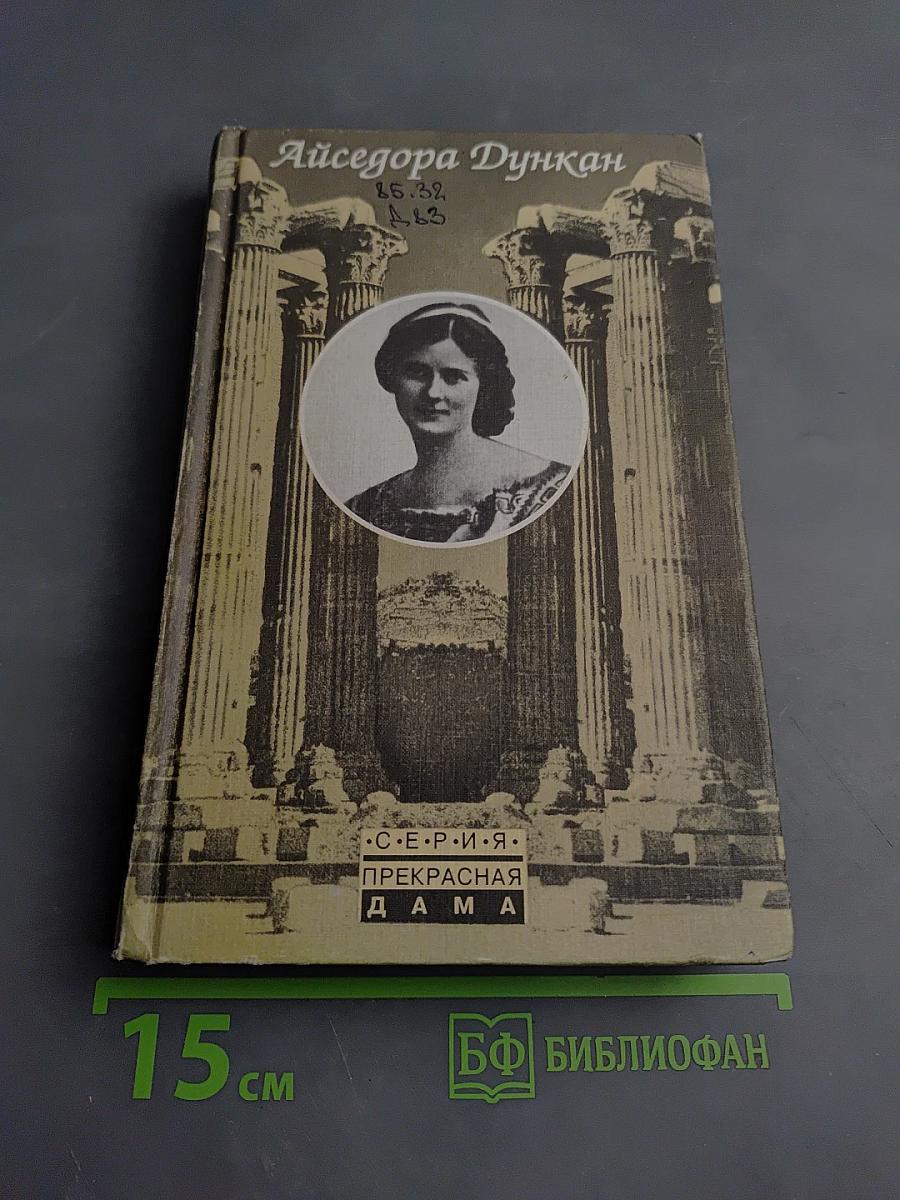 Айседора Дункан
85.32
Д83
·С·Е·Р·И·Я·
ПРЕКРАСНАЯ
ДАМА
15 см
БФ БИБЛИОФАН